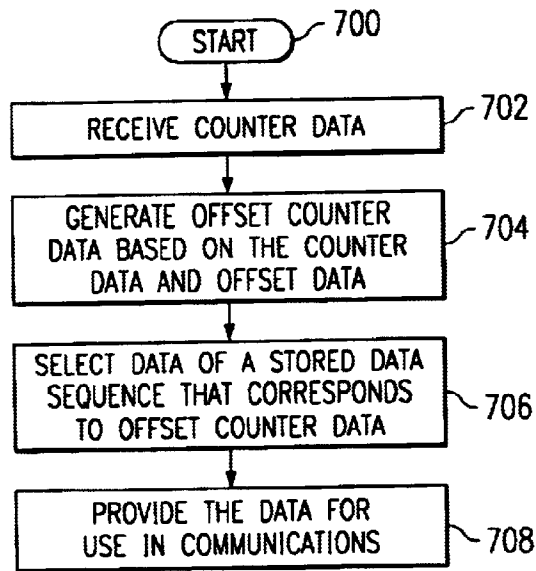 START
700
RECEIVE COUNTER DATA
702
GENERATE OFFSET COUNTER
DATA BASED ON THE COUNTER
DATA AND OFFSET DATA
704
SELECT DATA OF A STORED DATA
SEQUENCE THAT CORRESPONDS
TO OFFSET COUNTER DATA
706
PROVIDE THE DATA FOR
USE IN COMMUNICATIONS
708